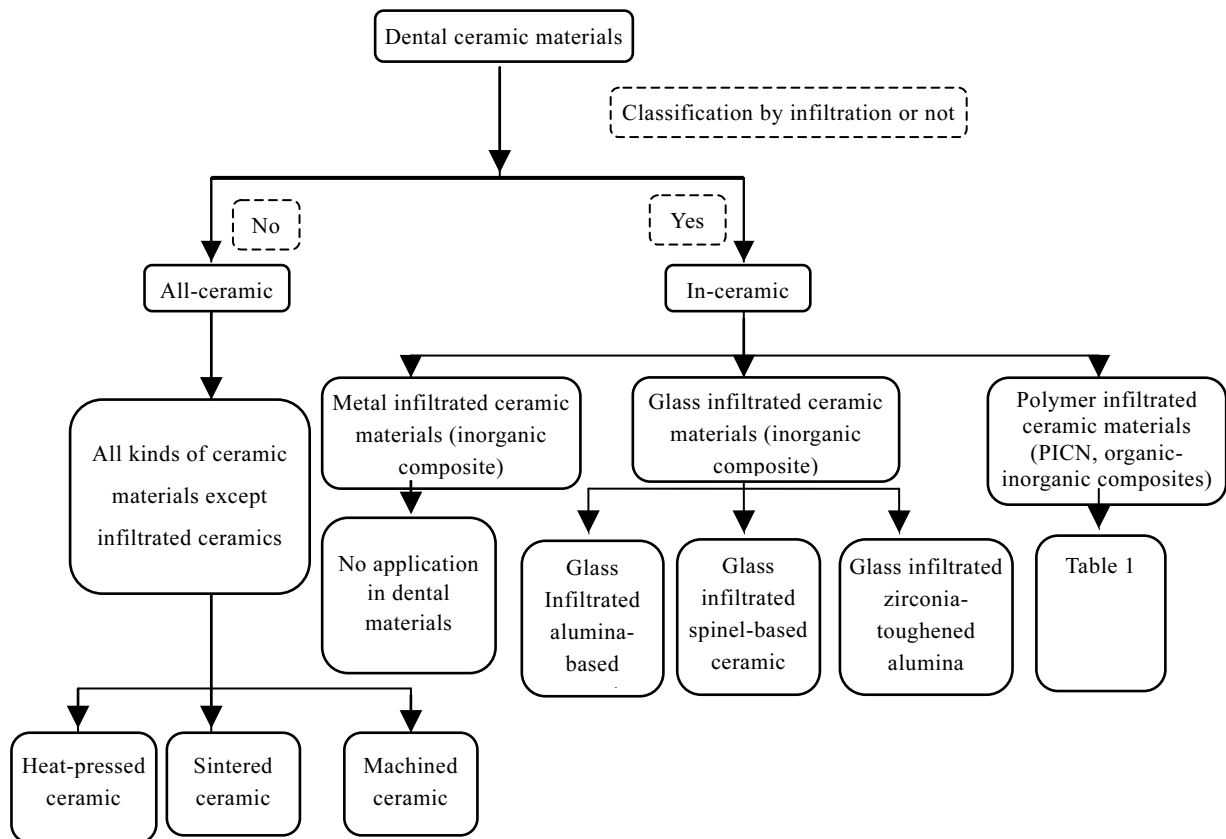 Dental ceramic materials
Classification by infiltration or not
No
Yes
All-ceramic
In-ceramic
All kinds of ceramic
materials except
infiltrated ceramics
Metal infiltrated ceramic
materials (inorganic
composite)
Glass infiltrated ceramic
materials (inorganic
composite)
Polymer infiltrated
ceramic materials
(PICN, organic-
inorganic composites)
No application
in dental
materials
Glass
Infiltrated
alumina-
based
Glass
infiltrated
spinel-based
ceramic
Glass infiltrated
zirconia-
toughened
alumina
Table 1
Heat-pressed
ceramic
Sintered
ceramic
Machined
ceramic